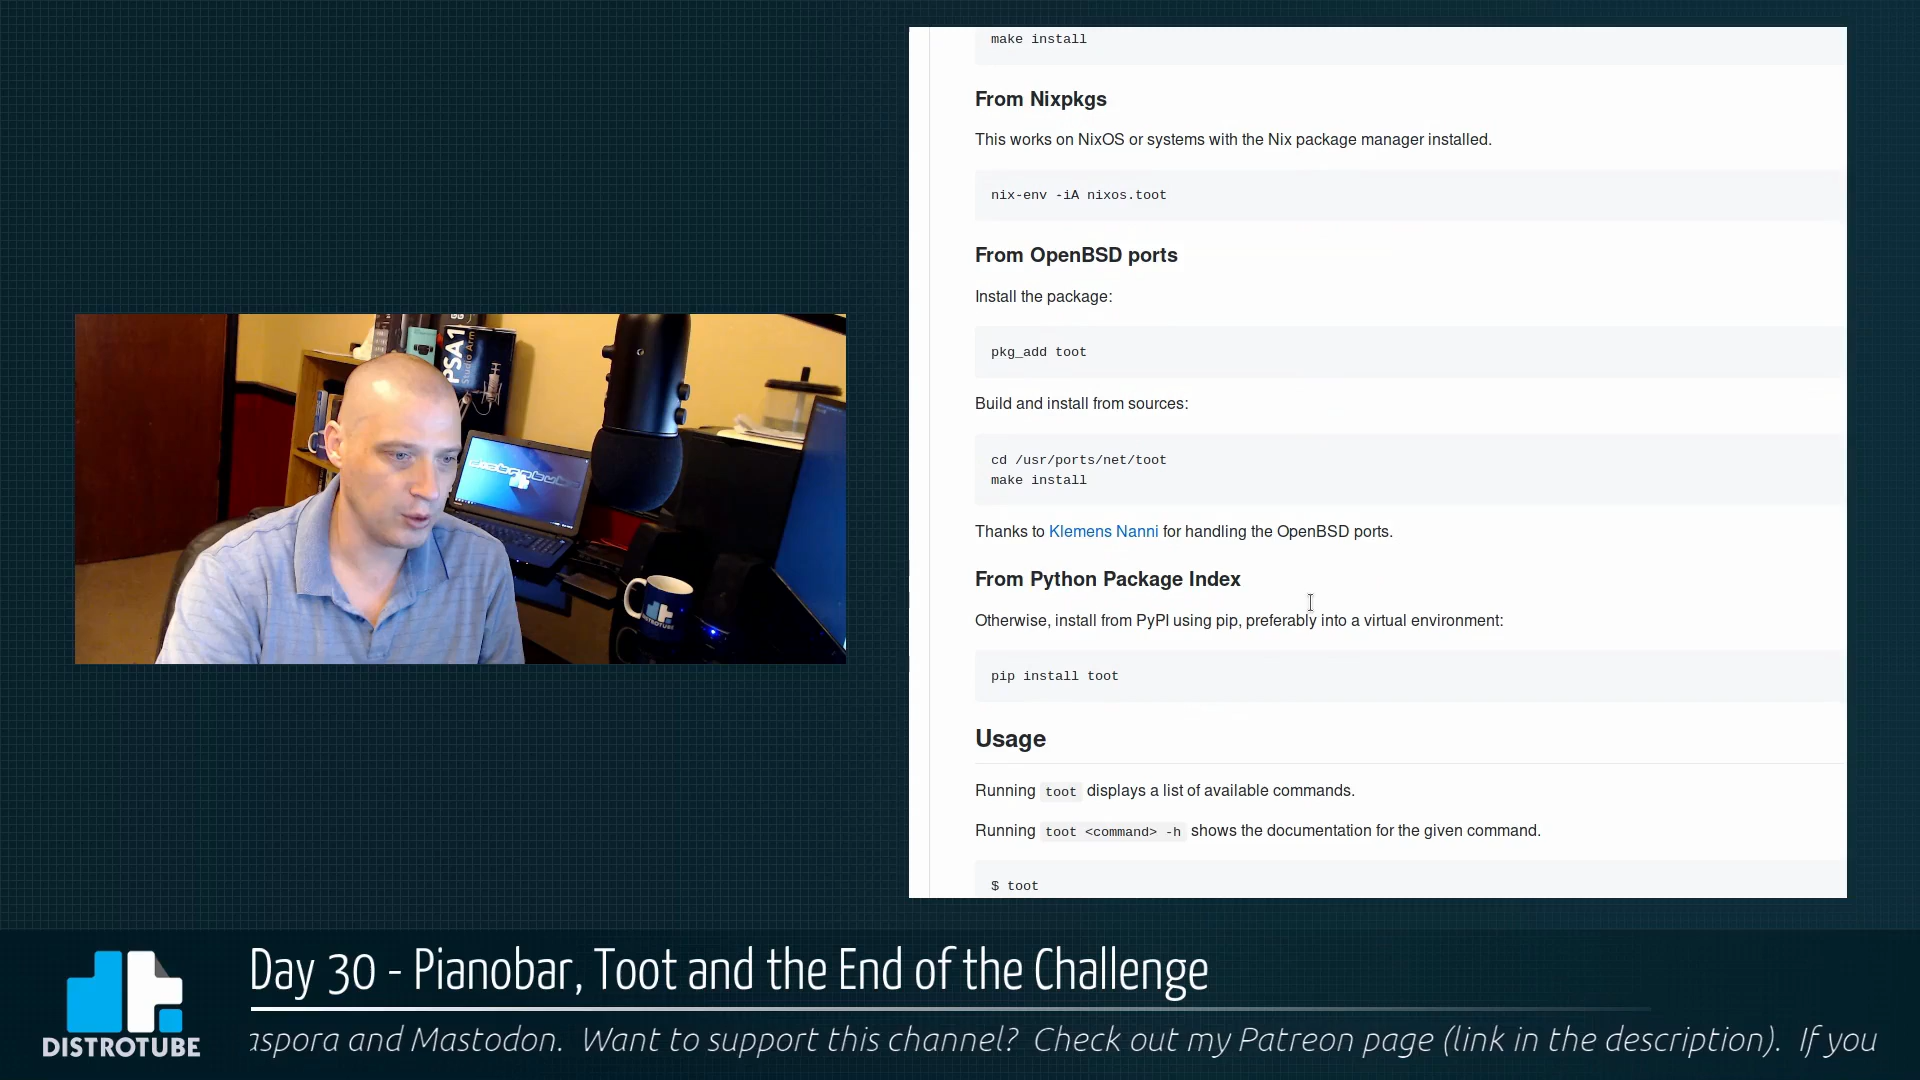 make install
From Nixpkgs
This works on NixOS or systems with the Nix package manager installed.
nix-env -iA nixos.toot
From OpenBSD ports
Install the package:
pkg_add toot
Build and install from sources:
cd /usr/ports/net/toot
make install
Thanks to Klemens Nanni for handling the OpenBSD ports.
From Python Package Index
Otherwise, install from PyPI using pip, preferably into a virtual environment:
pip install toot
Usage
Running toot displays a list of available commands.
Running toot <command> -h shows the documentation for the given command.
$ toot
PSA1
Studio Arm
distrotube
DISTROTUBE
Day 30 - Pianobar, Toot and the End of the Challenge
aspora and Mastodon. Want to support this channel? Check out my Patreon page (link in the description). If you
DISTROTUBE